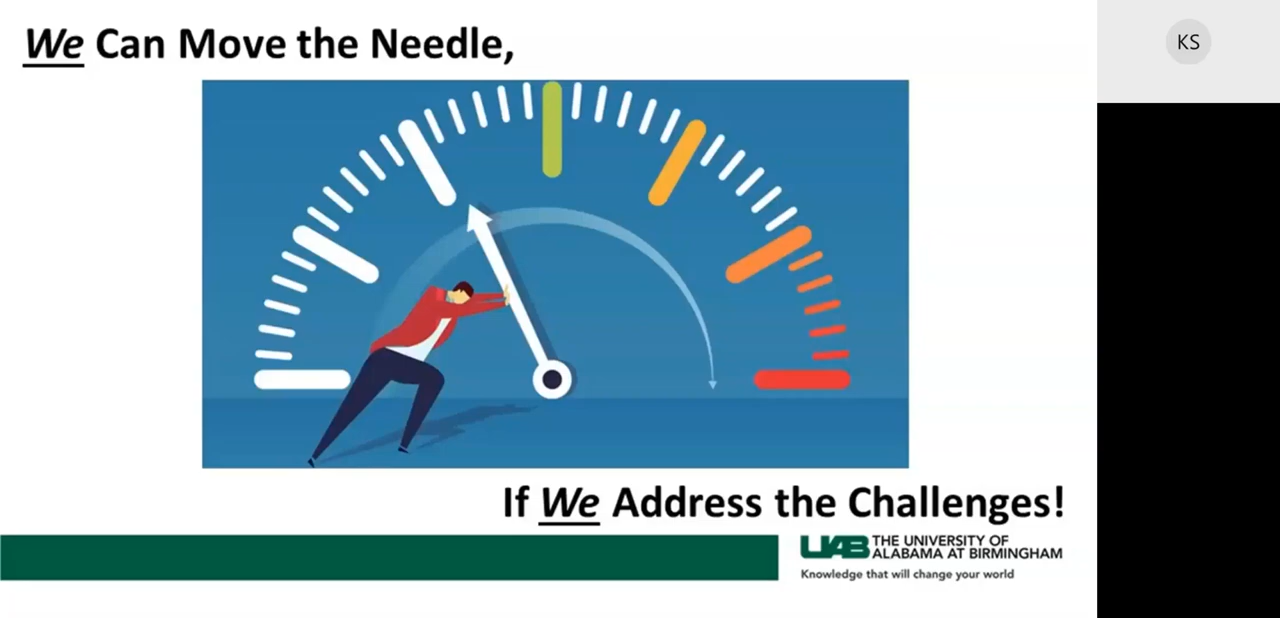 We Can Move the Needle,
KS
If We Address the Challenges!
UAB THE UNIVERSITY OF
ALABAMA AT BIRMINGHAM
Knowledge that will change your world